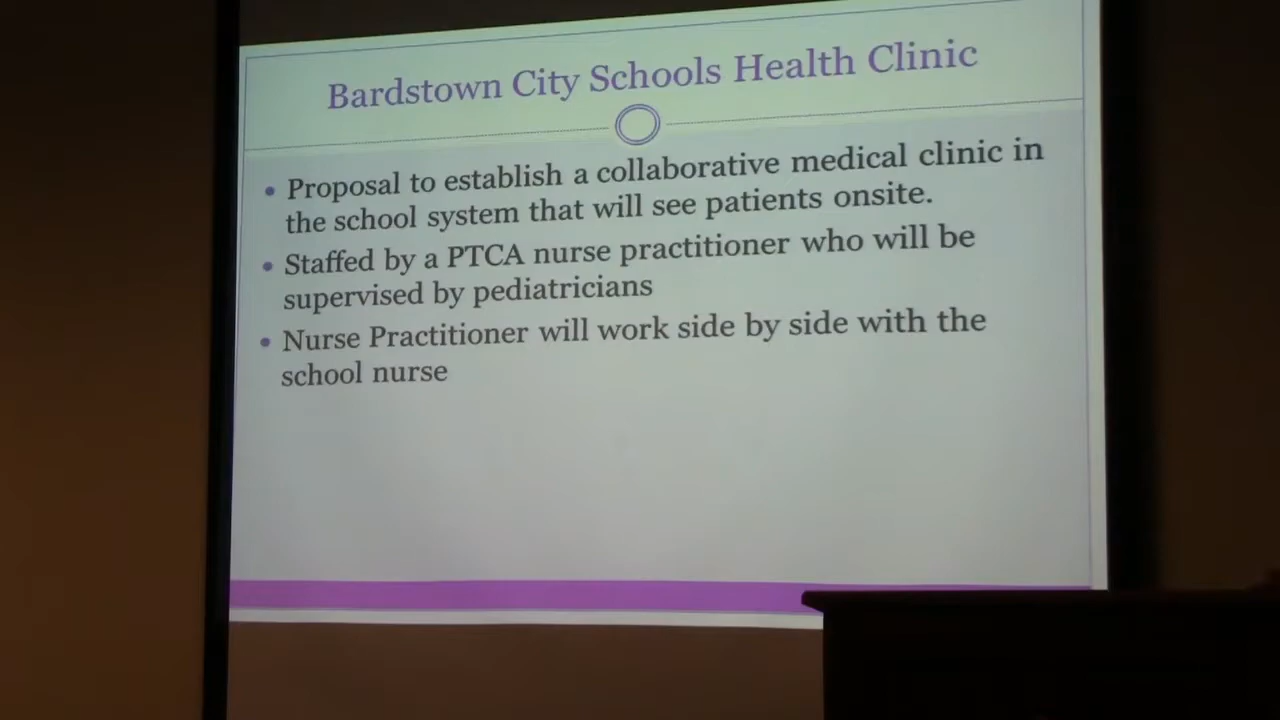 Bardstown City Schools Health Clinic
• Proposal to establish a collaborative medical clinic in
the school system that will see patients onsite.
• Staffed by a PTCA nurse practitioner who will be
supervised by pediatricians
• Nurse Practitioner will work side by side with the
school nurse